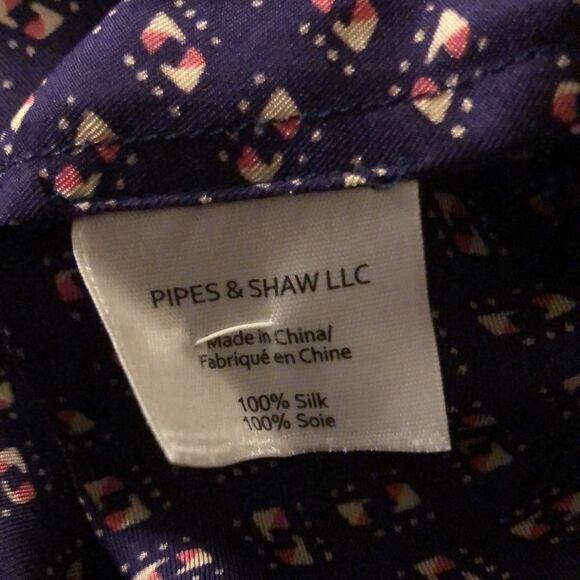 PIPES & SHAW LLC
Made in China/
Fabriqué en Chine
100% Silk
100% Soie